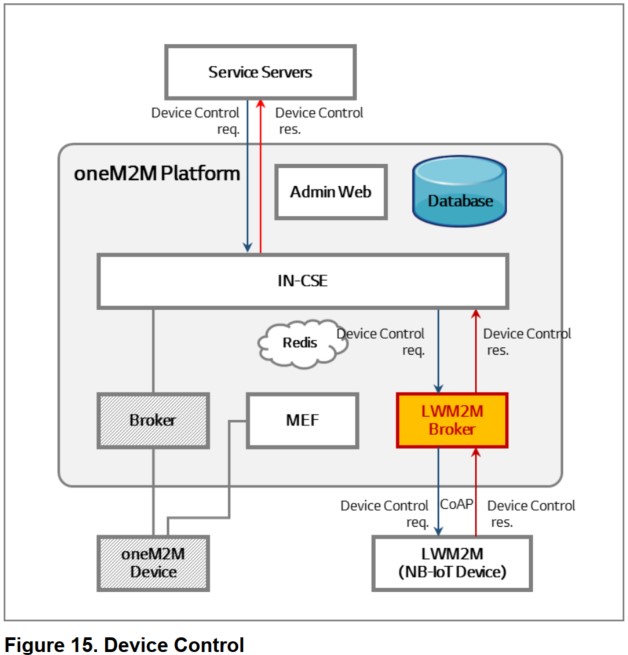 Service Servers
Device Control
req.
Device Control
res.
oneM2M Platform
Admin Web
Database
IN-CSE
Redis
Device Control
req.
Device Control
res.
Broker
MEF
LWM2M
Broker
Device Control
req.
CoAP
Device Control
res.
oneM2M
Device
LWM2M
(NB-IoT Device)
Figure 15. Device Control